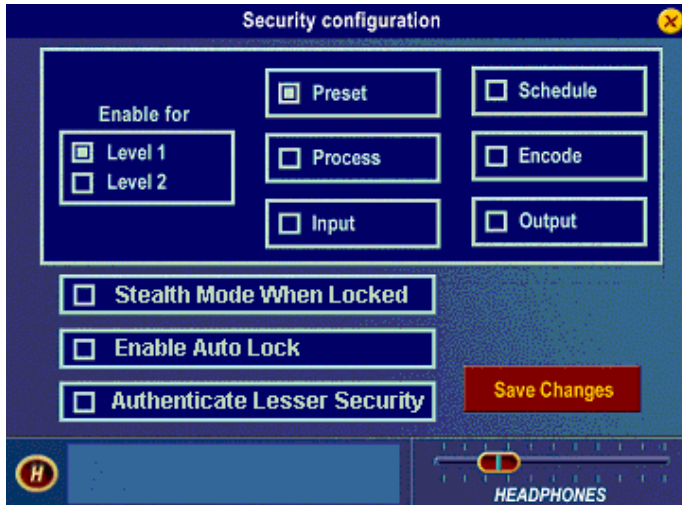 Security configuration
Enable for
Level 1
Level 2
Preset
Process
Input
Schedule
Encode
Output
Stealth Mode When Locked
Enable Auto Lock
Authenticate Lesser Security
Save Changes
H
HEADPHONES